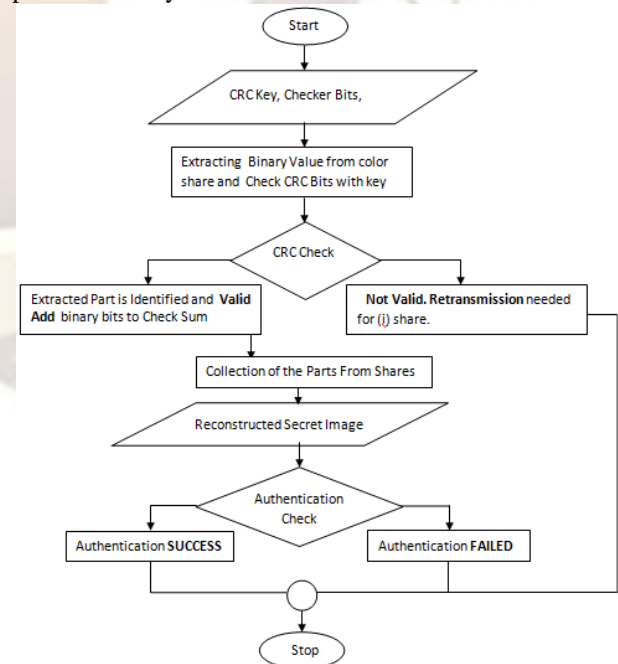 Start
CRC Key, Checker Bits,
Extracting Binary Value from color
share and Check CRC Bits with key
CRC Check
Extracted Part is Identified and Valid
Add binary bits to Check Sum
Not Valid. Retransmission needed
for (j) share.
Collection of the Parts From Shares
Reconstructed Secret Image
Authentication
Check
Authentication SUCCESS
Authentication FAILED
Stop